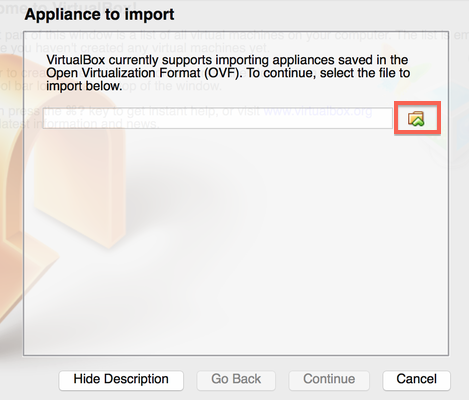 Appliance to import
VirtualBox currently supports importing appliances saved in the
Open Virtualization Format (OVF). To continue, select the file to
import below.
Hide Description
Go Back
Continue
Cancel